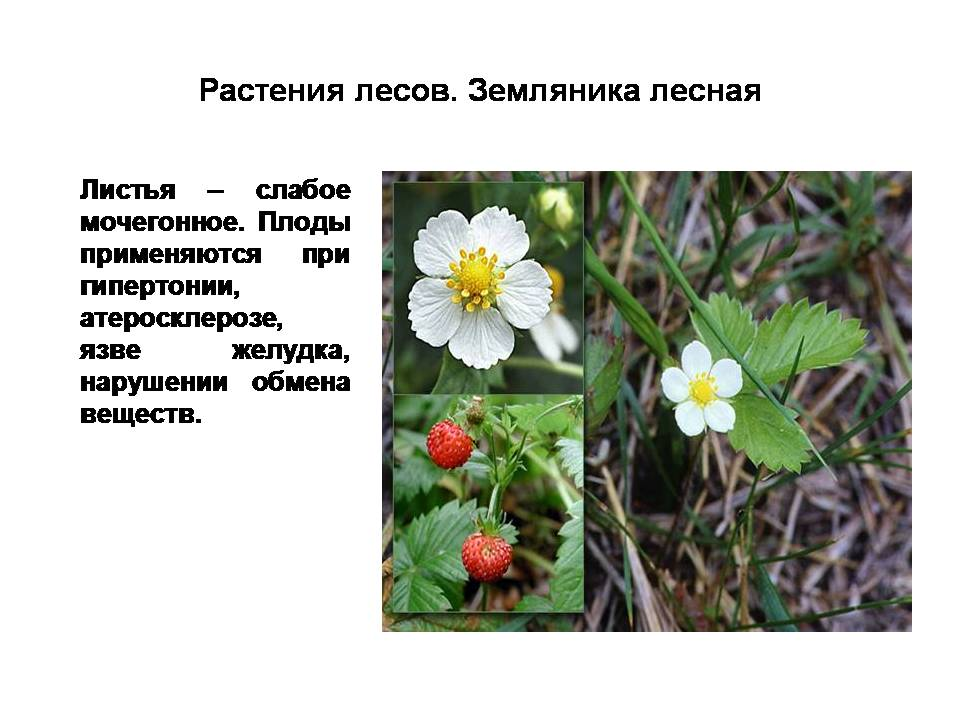 Растения лесов. Земляника лесная
Листья – слабое
мочегонное. Плоды
применяются при
гипертонии,
атеросклерозе,
язве желудка,
нарушении обмена
веществ.